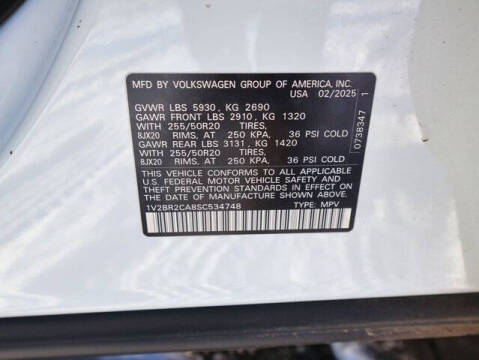 MFD. BY VOLKSWAGEN GROUP OF AMERICA, INC.
USA 02/2025
GVWR LBS 5930, KG 2690
GAWR FRONT LBS 2910, KG 1320
WITH 255/50R20 TIRES,
8JX20 RIMS, AT 250 KPA, 36 PSI COLD
GAWR REAR LBS 3131, KG 1420
WITH 255/50R20 TIRES,
8JX20 RIMS, AT 250 KPA, 36 PSI COLD
THIS VEHICLE CONFORMS TO ALL APPLICABLE
U.S. FEDERAL MOTOR VEHICLE SAFETY AND
THEFT PREVENTION STANDARDS IN EFFECT ON
THE DATE OF MANUFACTURE SHOWN ABOVE.
1V2BR2CA8SC534748 TYPE: MPV
0738347 1